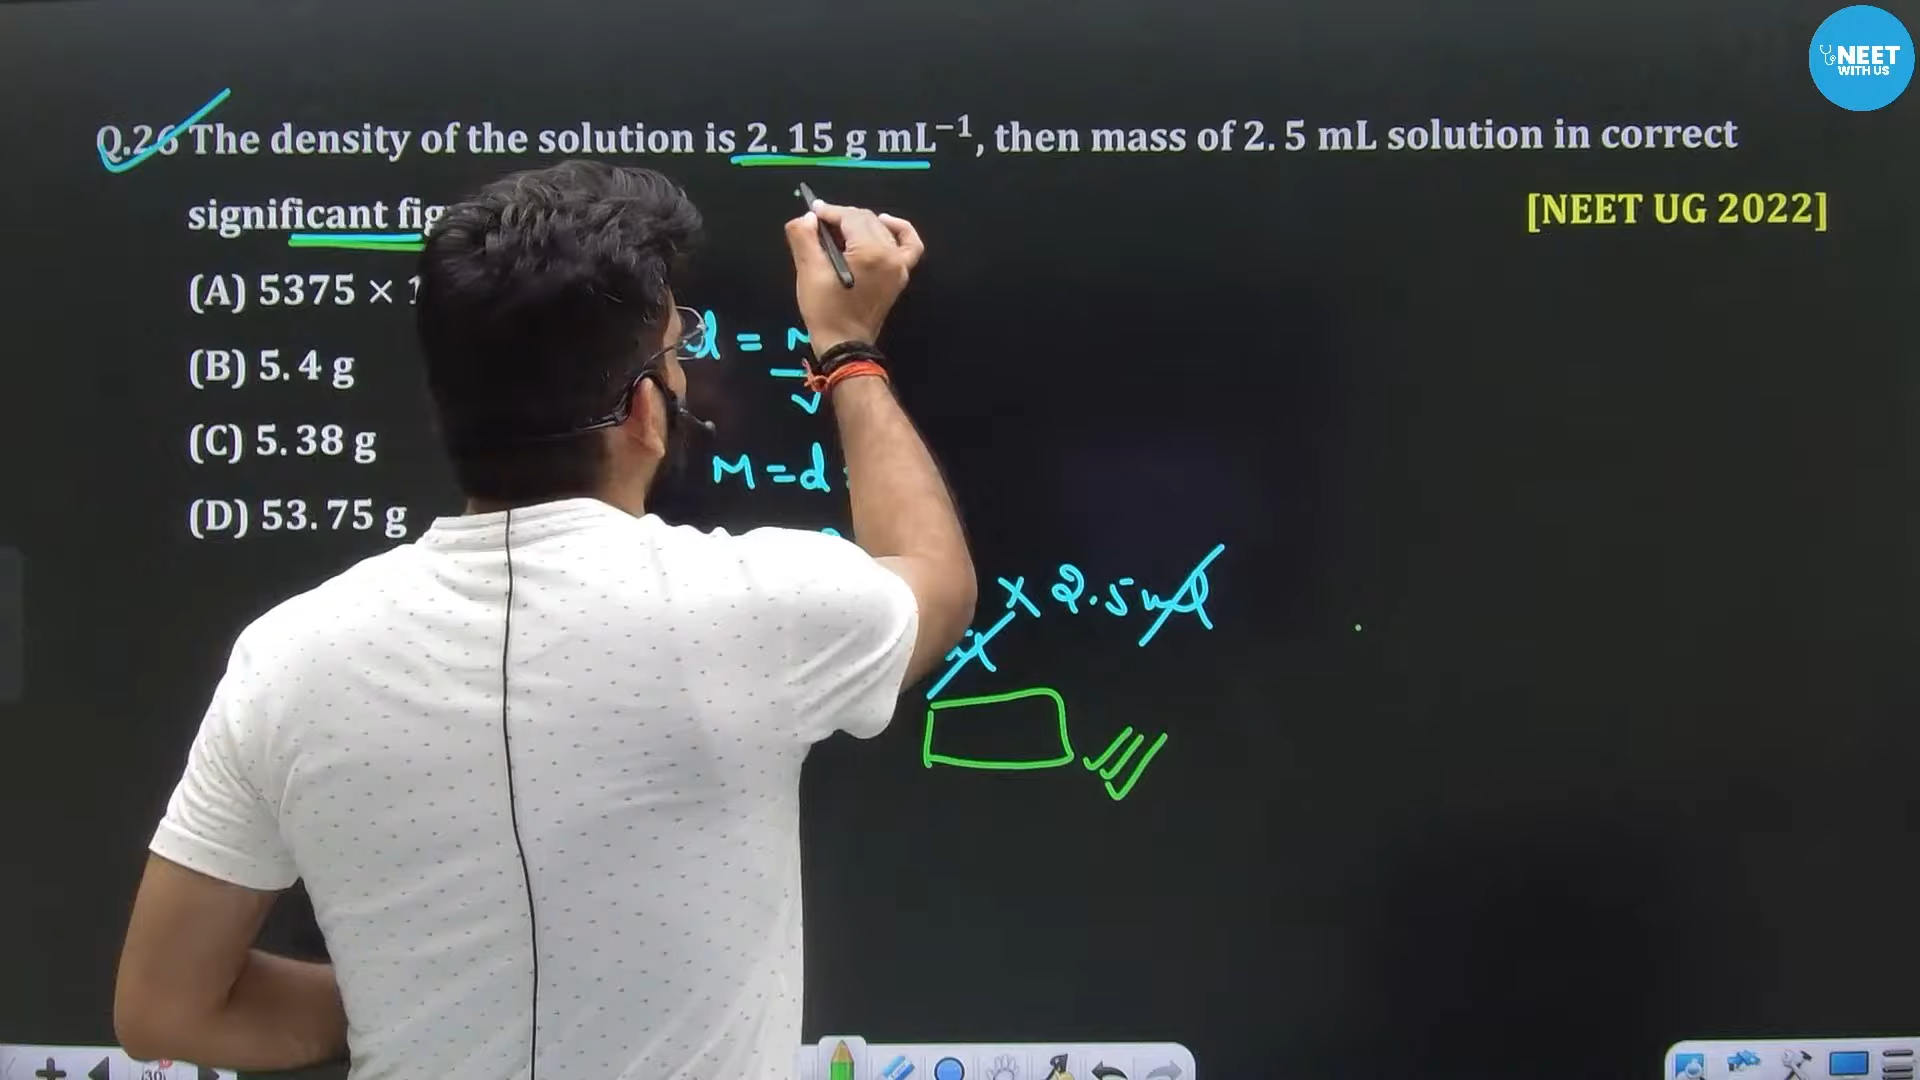 NEET
WITH US
Q.26 The density of the solution is 2.15 g mL⁻¹, then mass of 2.5 mL solution in correct
significant fig
[NEET UG 2022]
(A) 5375 ×
(B) 5.4 g
(C) 5.38 g
(D) 53.75 g
d =
v
M = d
× 2.5 ml